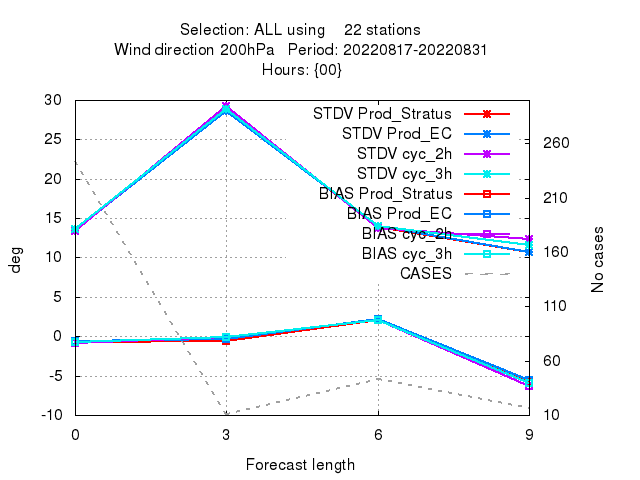 Selection: ALL using 22 stations
Wind direction 200hPa Period: 20220817-20220831
Hours: {00}
30
25
20
15
10
5
0
-5
-10
deg
STDV Prod_Stratus
STDV Prod_EC
STDV cyc_2h
STDV cyc_3h
BIAS Prod_Stratus
BIAS Prod_EC
BIAS cyc_2h
BIAS cyc_3h
CASES
260
210
160
110
60
10
No cases
0 3 6 9
Forecast length